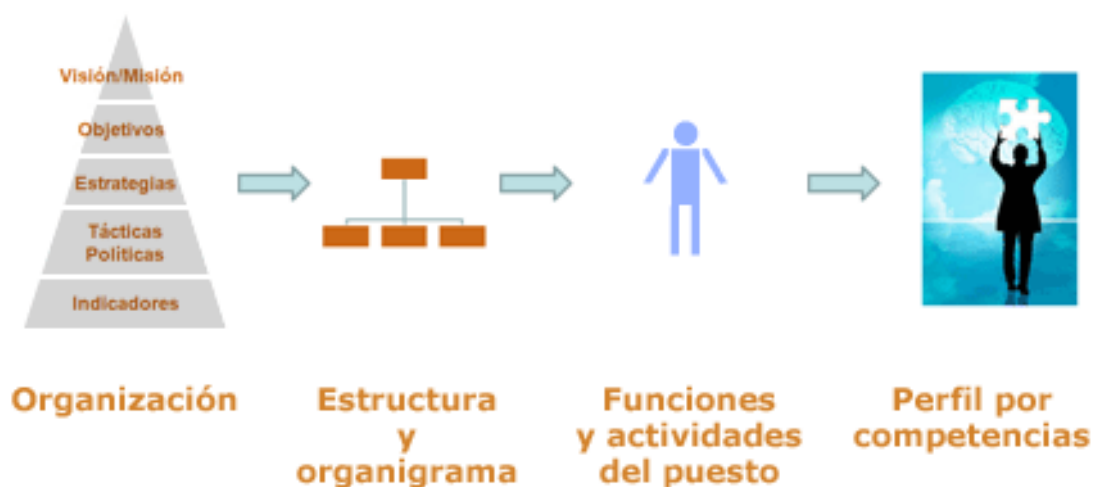 Visión/Misión
Objetivos
Estrategias
Tácticas
Políticas
Indicadores
Organización
Estructura
y
organigrama
Funciones
y actividades
del puesto
Perfil por
competencias